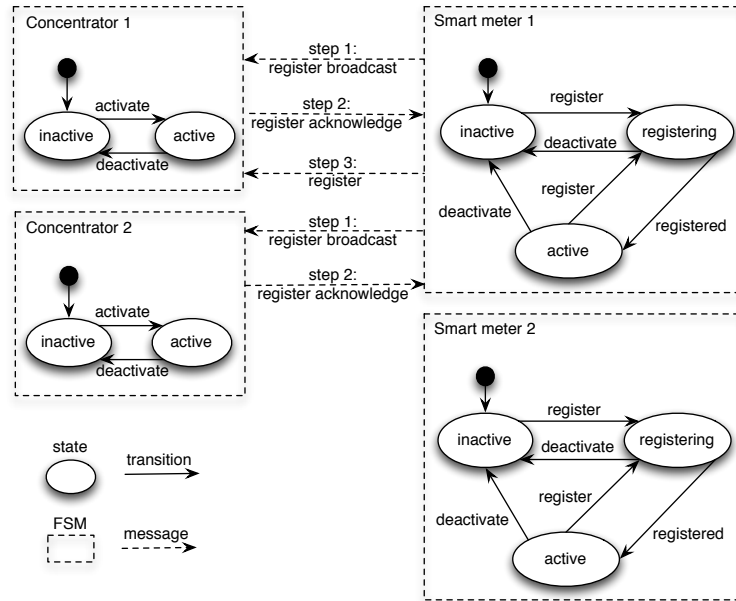 Concentrator 1
activate
inactive
active
deactivate
step 1:
register broadcast
step 2:
register acknowledge
step 3:
register
Smart meter 1
register
inactive
registering
deactivate
register
deactivate
registered
active
Concentrator 2
activate
inactive
active
deactivate
step 1:
register broadcast
step 2:
register acknowledge
Smart meter 2
register
inactive
registering
deactivate
register
deactivate
registered
active
state
transition
FSM
message